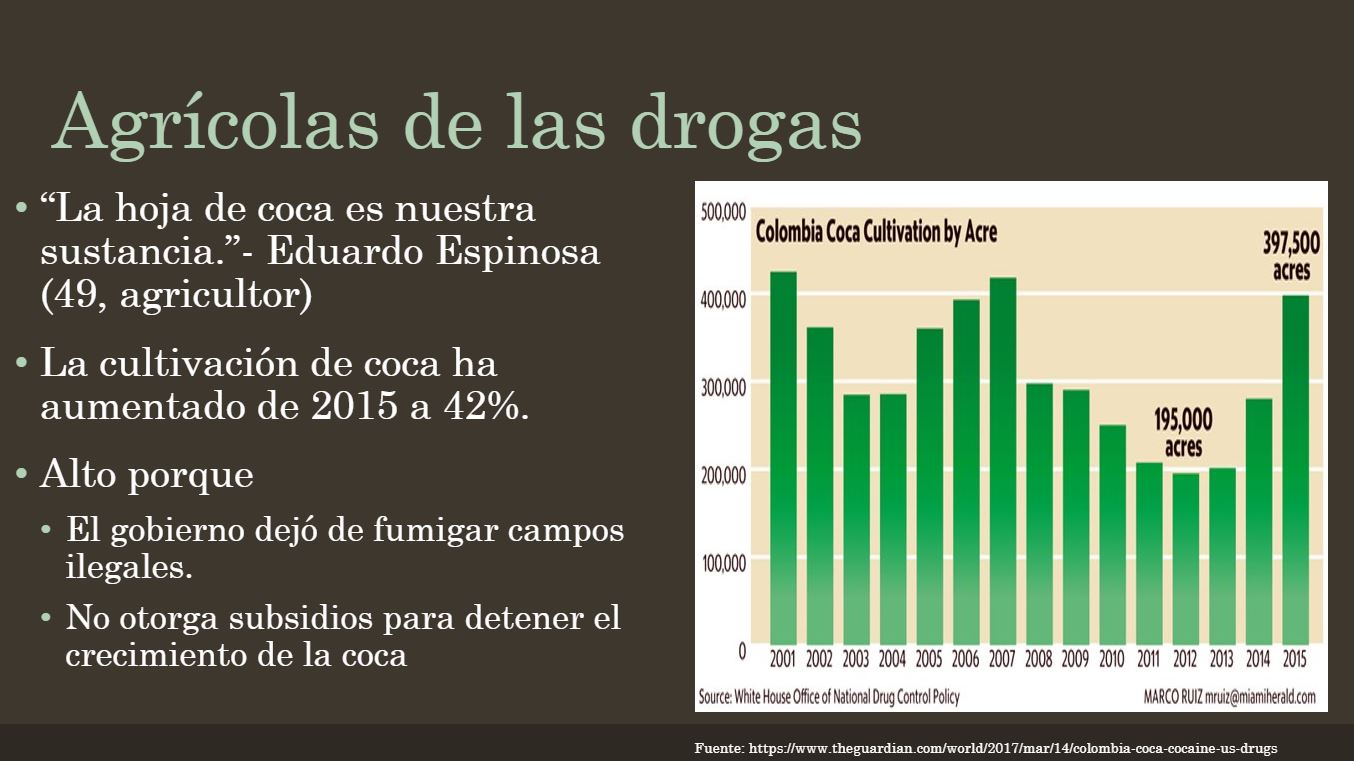 Agrícolas de las drogas
• “La hoja de coca es nuestra
sustancia.”- Eduardo Espinosa
(49, agricultor)
• La cultivación de coca ha
aumentado de 2015 a 42%.
• Alto porque
• El gobierno dejó de fumigar campos
ilegales.
• No otorga subsidios para detener el
crecimiento de la coca
Colombia Coca Cultivation by Acre
500,000
400,000
300,000
200,000
100,000
0
397,500
acres
195,000
acres
2001 2002 2003 2004 2005 2006 2007 2008 2009 2010 2011 2012 2013 2014 2015
Source: White House Office of National Drug Control Policy
MARCO RUIZ mruiz@miamiherald.com
Fuente: https://www.theguardian.com/world/2017/mar/14/colombia-coca-cocaine-us-drugs